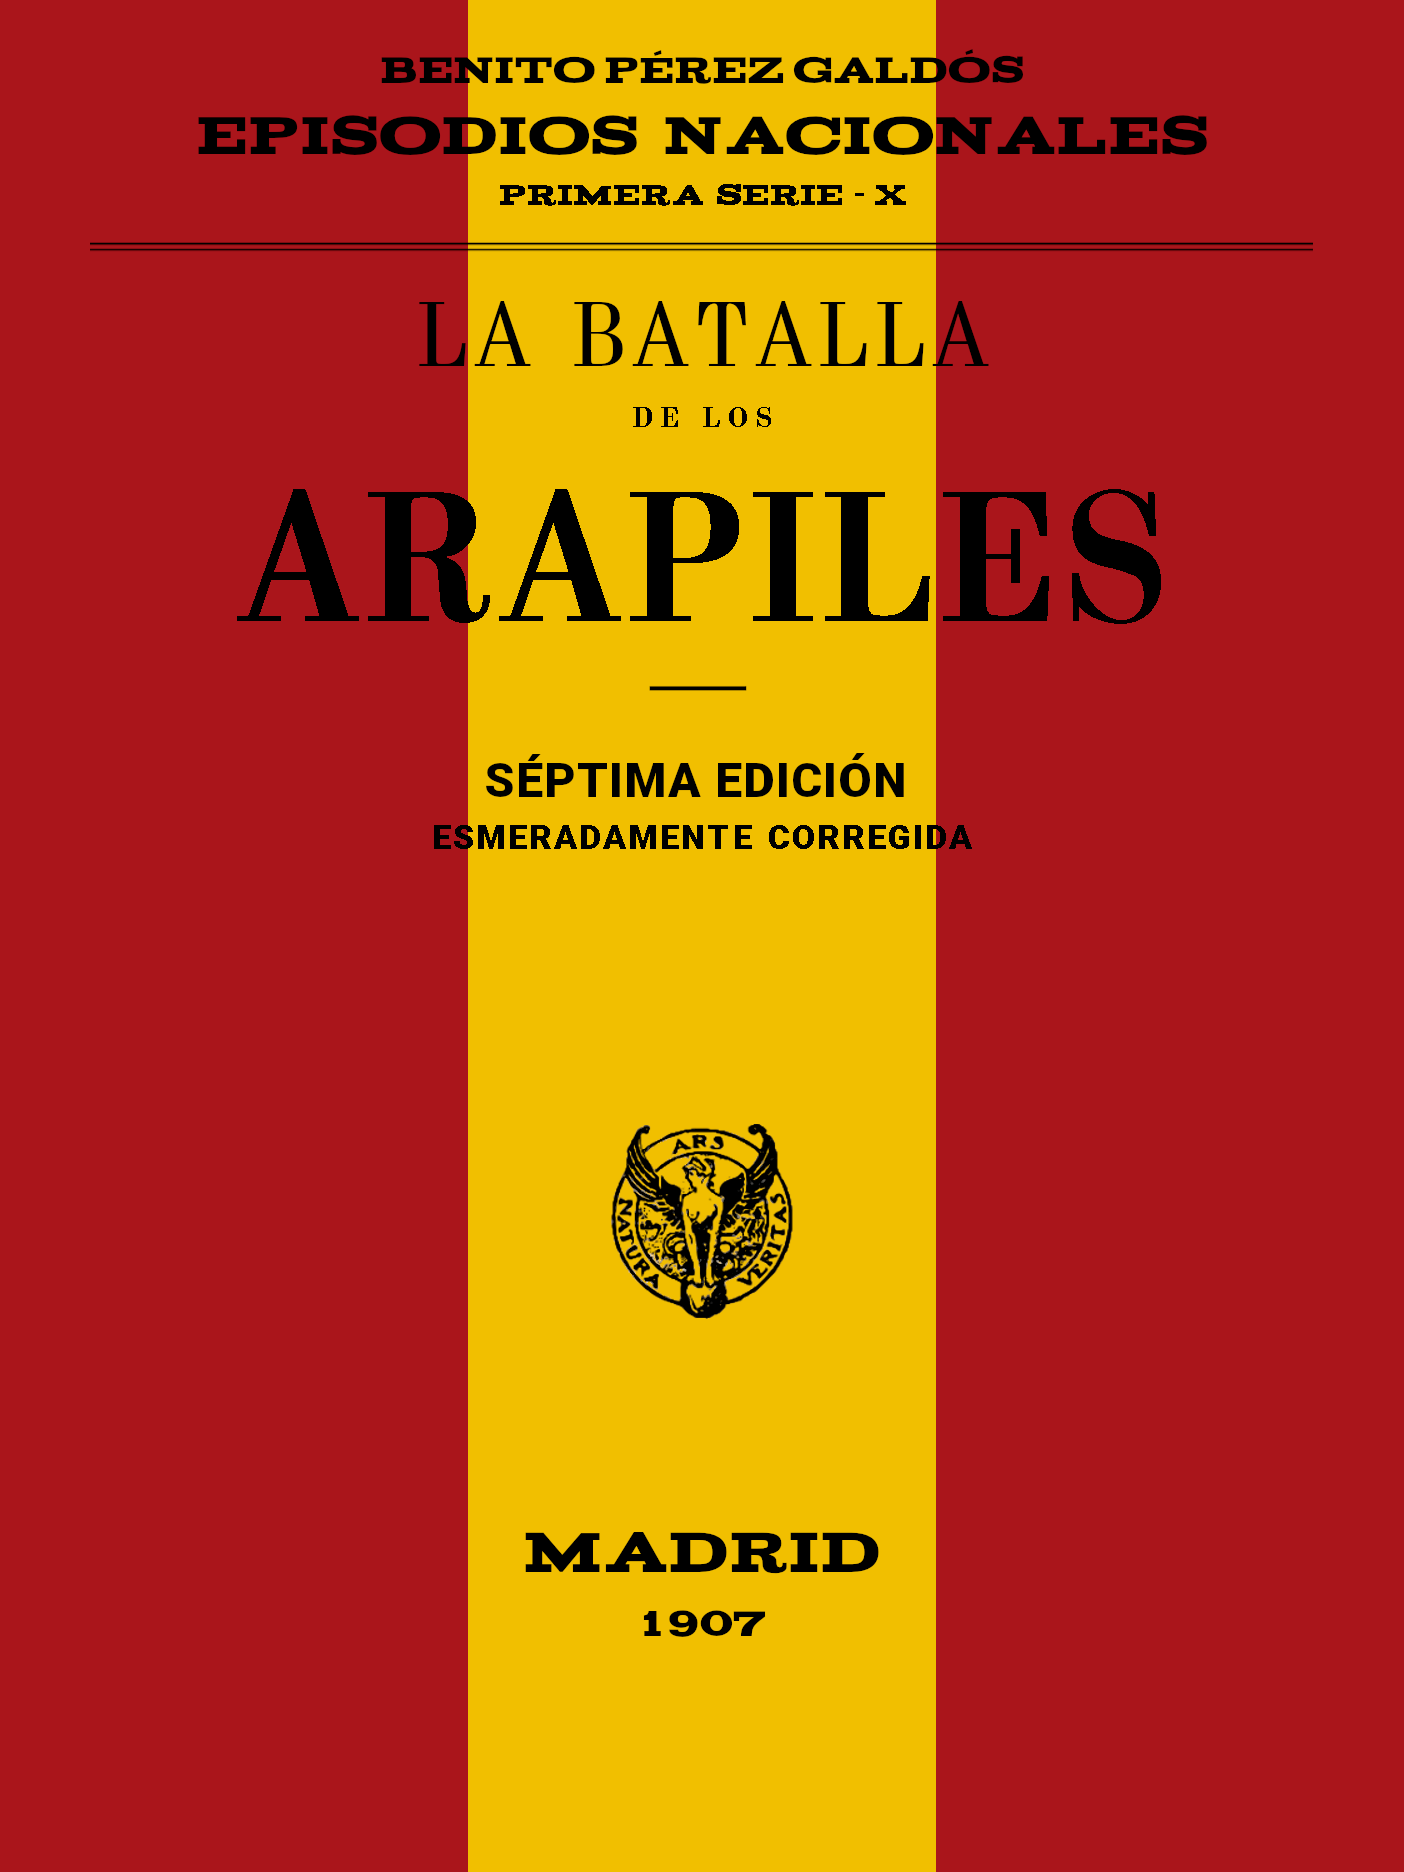 BENITO PÉREZ GALDÓS
EPISODIOS NACIONALES
PRIMERA SERIE - X
LA BATALLA
DE LOS
ARAPILES
SÉPTIMA EDICIÓN
ESMERADAMENTE CORREGIDA
ARS
NATURA
VERITAS
MADRID
1907